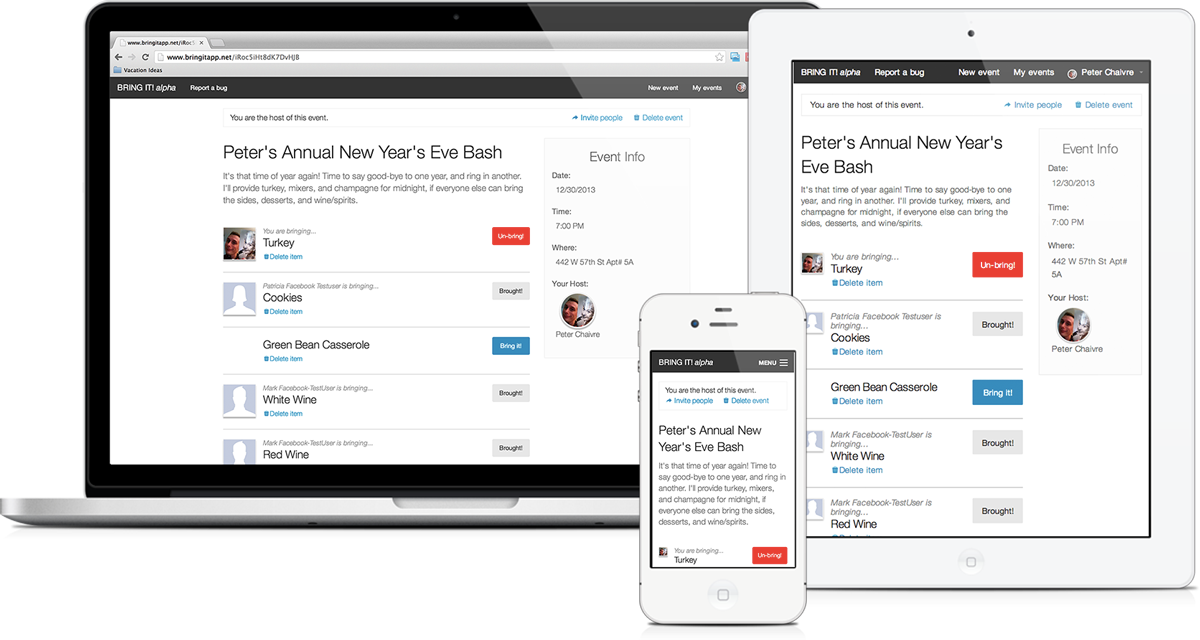 www.bringitapp.net/iRoc5
www.bringitapp.net/iRoc5iHt8dK7DvHJ8
Vacation Ideas
BRING IT! alpha Report a bug New event My events
You are the host of this event. Invite people Delete event
Peter's Annual New Year's Eve Bash
It's that time of year again! Time to say good-bye to one year, and ring in another.
I'll provide turkey, mixers, and champagne for midnight, if everyone else can bring
the sides, desserts, and wine/spirits.
You are bringing...
Turkey
Delete item
Un-bring!
Patricia Facebook Testuser is bringing...
Cookies
Delete item
Brought!
Green Bean Casserole
Delete item
Bring it!
Mark Facebook-TestUser is bringing...
White Wine
Delete item
Brought!
Mark Facebook-TestUser is bringing...
Red Wine
Brought!
Event Info
Date:
12/30/2013
Time:
7:00 PM
Where:
442 W 57th St Apt# 5A
Your Host:
Peter Chaivre
BRING IT! alpha MENU
You are the host of this event.
Invite people Delete event
Peter's Annual New
Year's Eve Bash
It's that time of year again! Time to
say good-bye to one year, and ring in
another. I'll provide turkey, mixers,
and champagne for midnight, if
everyone else can bring the sides,
desserts, and wine/spirits.
You are bringing...
Turkey
Un-bring!
BRING IT! alpha Report a bug New event My events Peter Chaivre
You are the host of this event. Invite people Delete event
Peter's Annual New Year's
Eve Bash
It's that time of year again! Time to say good-bye to one
year, and ring in another. I'll provide turkey, mixers, and
champagne for midnight, if everyone else can bring the
sides, desserts, and wine/spirits.
You are bringing...
Turkey
Delete item
Un-bring!
Patricia Facebook Testuser is
bringing...
Cookies
Delete item
Brought!
Green Bean Casserole
Delete item
Bring it!
Mark Facebook-TestUser is
bringing...
White Wine
Delete item
Brought!
Mark Facebook-TestUser is
bringing...
Red Wine
Brought!
Event Info
Date:
12/30/2013
Time:
7:00 PM
Where:
442 W 57th St Apt#
5A
Your Host:
Peter Chaivre